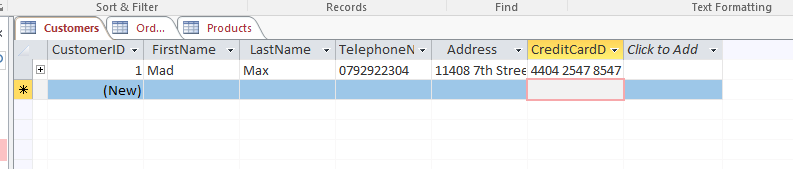 Sort & Filter Records Find Text Formatting
Customers Ord... Products
CustomerID FirstName LastName TelephoneN Address CreditCardD Click to Add
1 Mad Max 0792922304 11408 7th Stree 4404 2547 8547
(New)